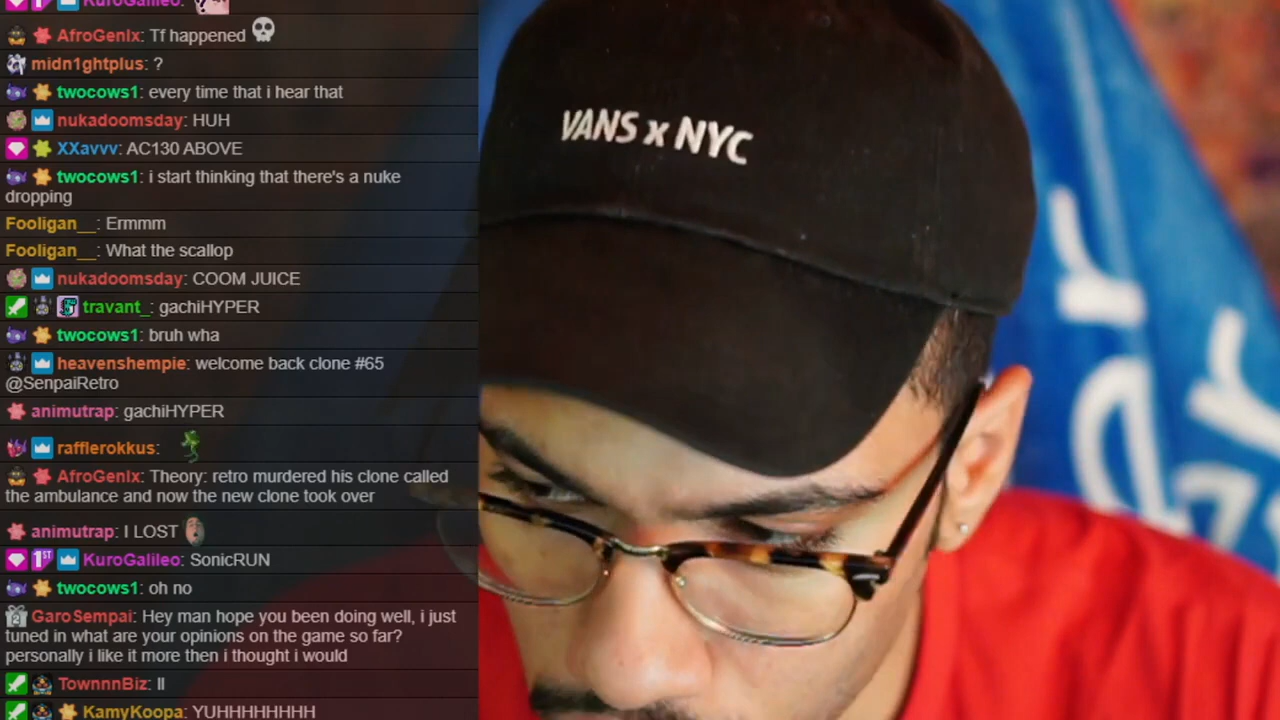 KuroGalileo:
AfroGenIx: Tf happened
midn1ghtplus: ?
twocows1: every time that i hear that
nukadoomsday: HUH
XXavvv: AC130 ABOVE
twocows1: i start thinking that there's a nuke
dropping
Fooligan__: Ermmm
Fooligan__: What the scallop
nukadoomsday: COOM JUICE
travant_: gachiHYPER
twocows1: bruh wha
heavenshempie: welcome back clone #65
@SenpaiRetro
animutrap: gachiHYPER
rafflerokkus:
AfroGenIx: Theory: retro murdered his clone called
the ambulance and now the new clone took over
animutrap: I LOST
1ST KuroGalileo: SonicRUN
twocows1: oh no
2 GaroSempai: Hey man hope you been doing well, i just
tuned in what are your opinions on the game so far?
personally i like it more then i thought i would
TownnnBiz: II
KamyKoopa: YUHHHHHHHH
VANS x NYC